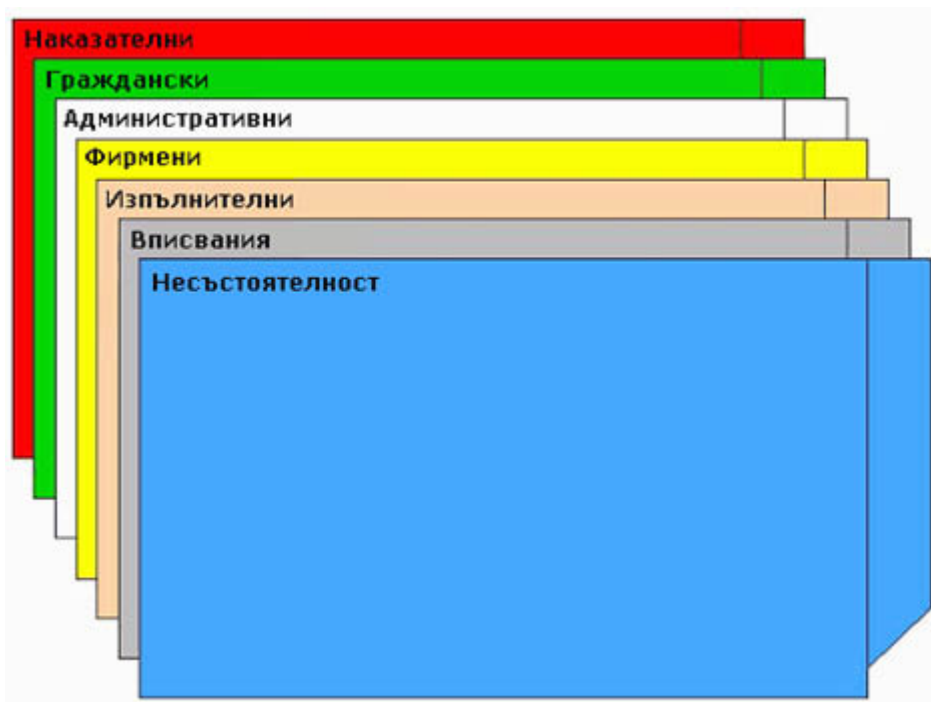 Наказателни
Граждански
Административни
Фирмени
Изпълнителни
Вписвания
Несъстоятелност